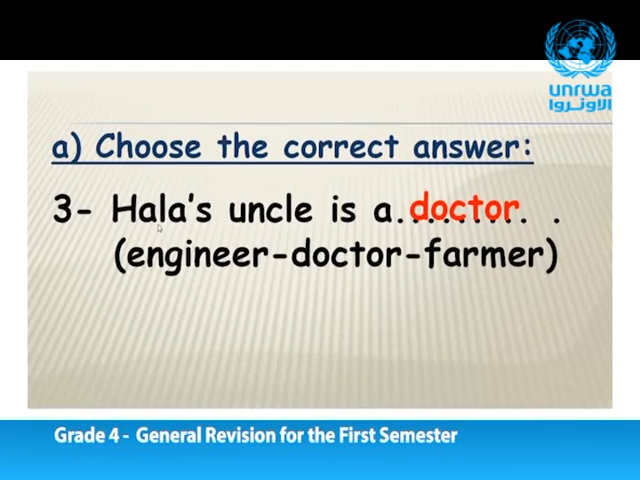 unrwa
الاونروا
a) Choose the correct answer:
3- Hala's uncle is a.doctor. .
(engineer-doctor-farmer)
Grade 4 - General Revision for the First Semester